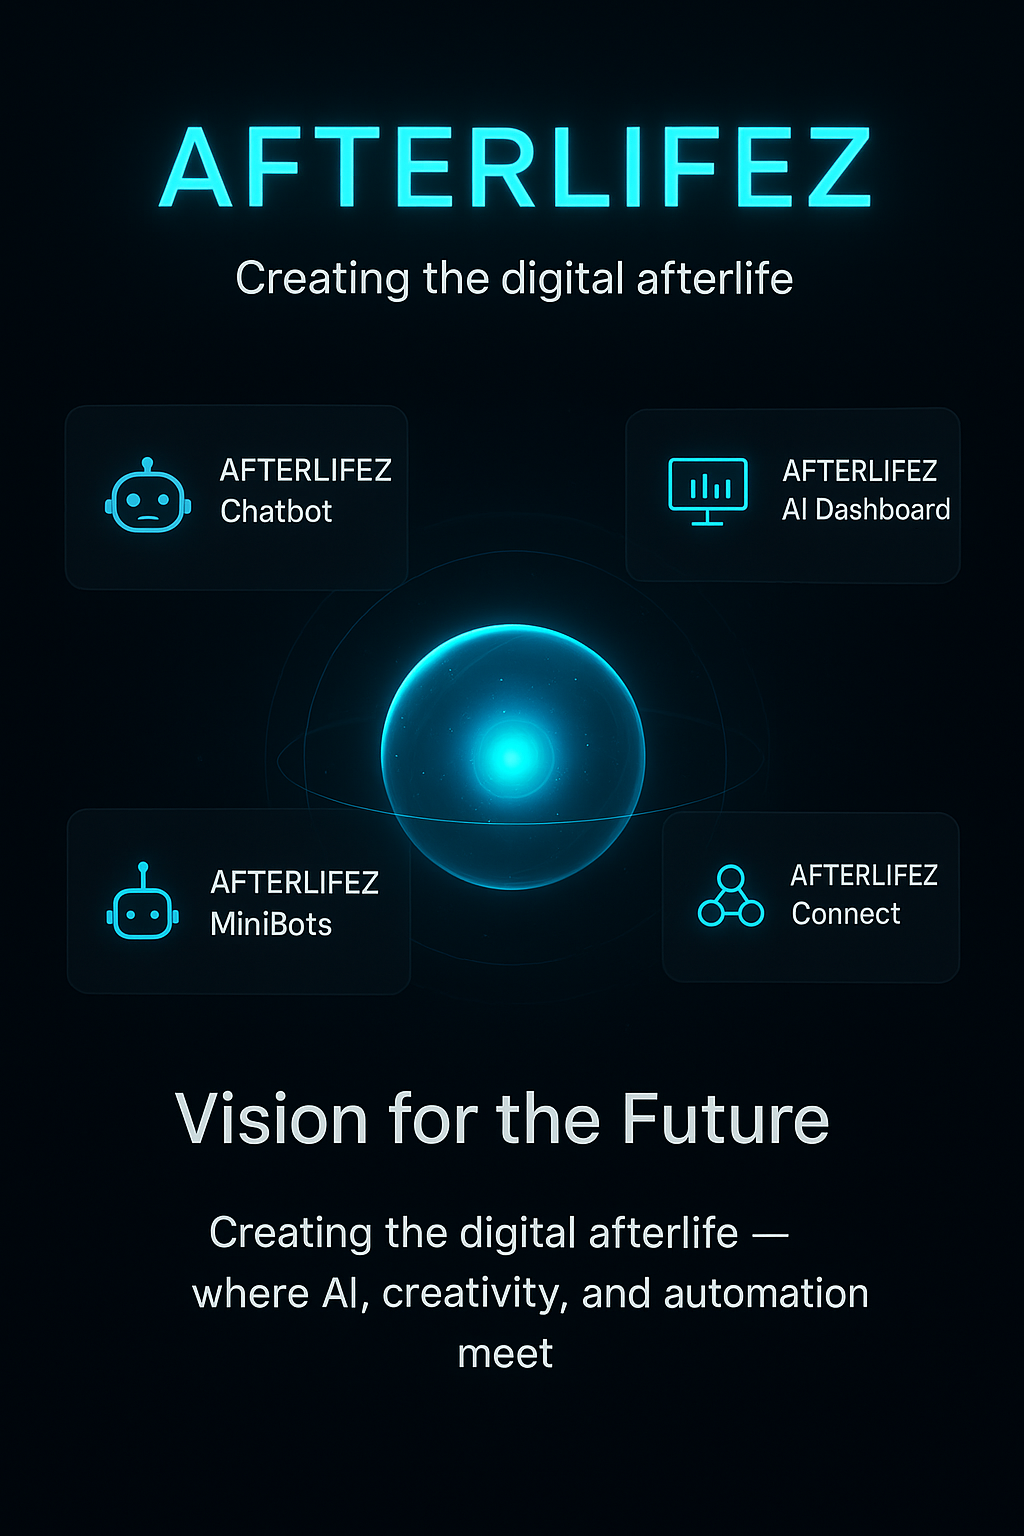 AFTERLIFEZ
Creating the digital afterlife
AFTERLIFEZ
Chatbot
AFTERLIFEZ
AI Dashboard
AFTERLIFEZ
MiniBots
AFTERLIFEZ
Connect
Vision for the Future
Creating the digital afterlife —
where AI, creativity, and automation
meet